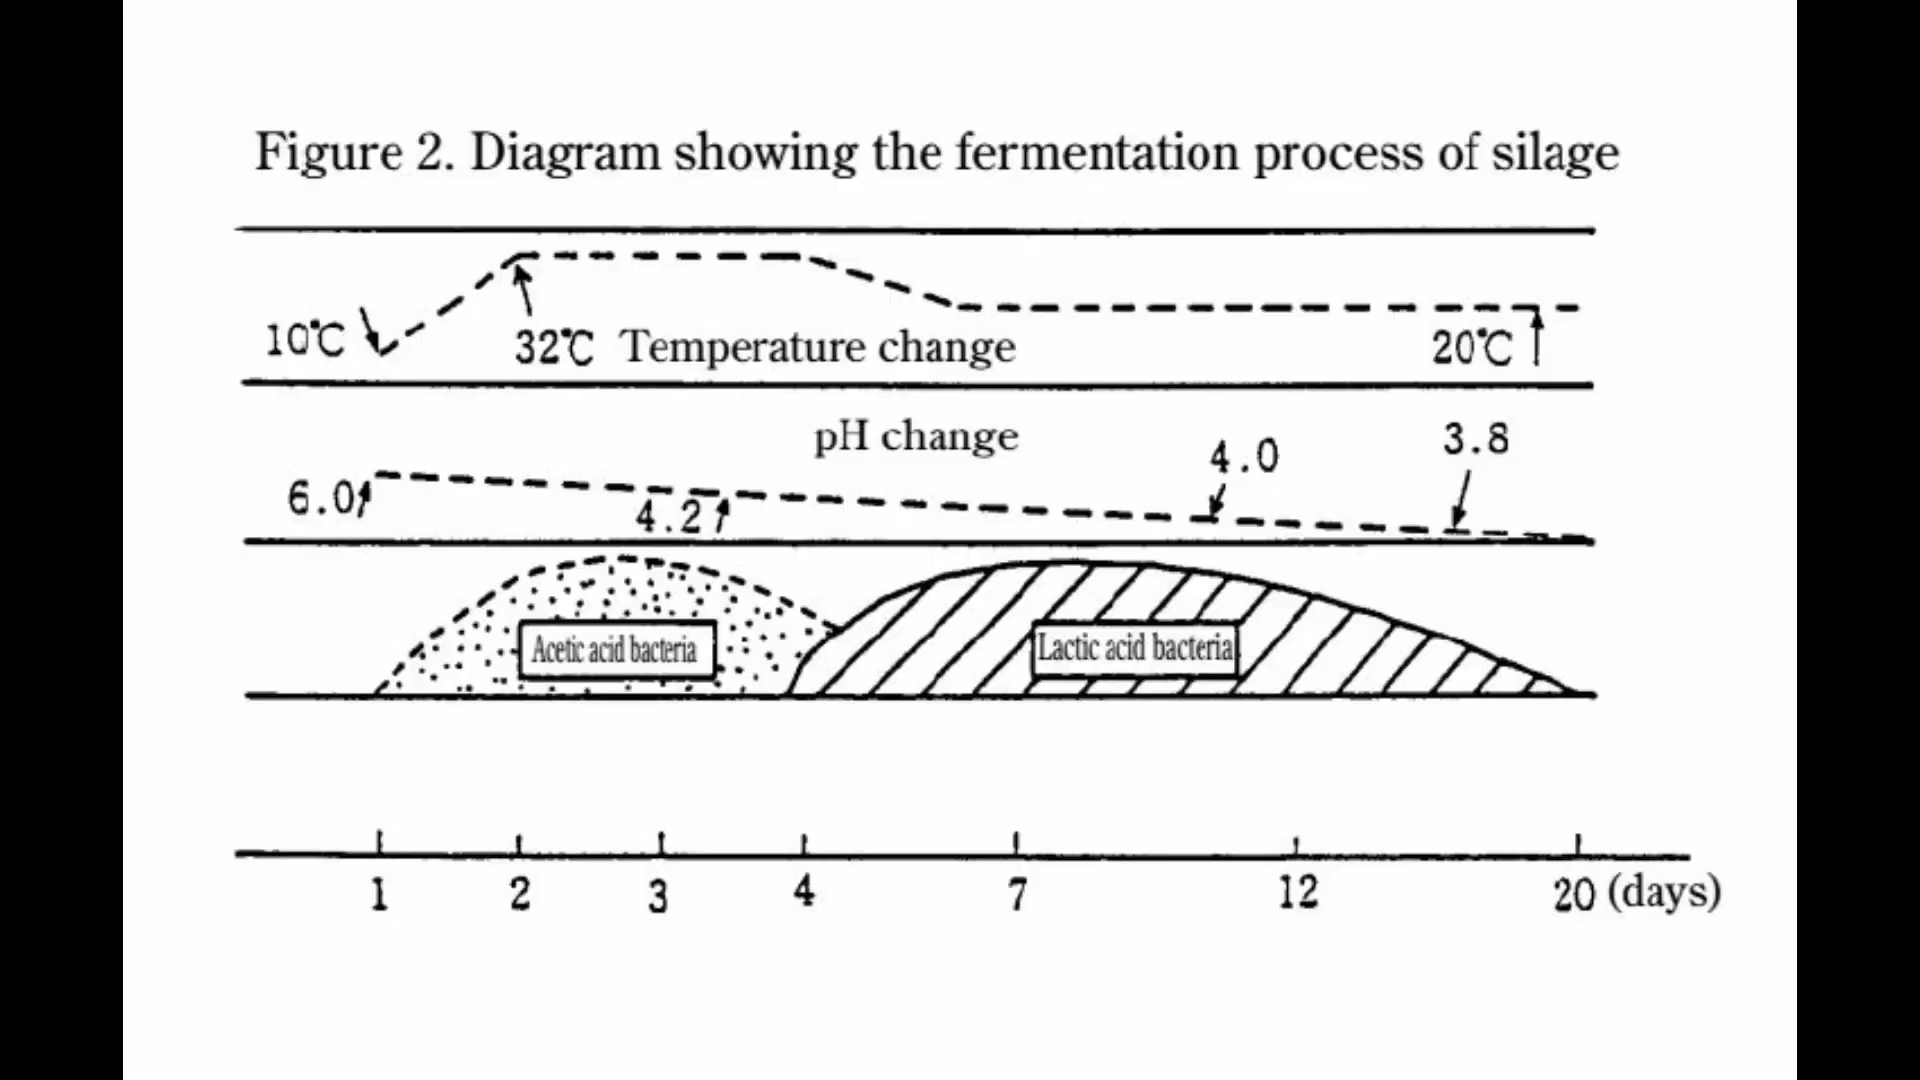 Figure 2. Diagram showing the fermentation process of silage
10℃
32℃ Temperature change
20℃
pH change
6.0
4.2
4.0
3.8
Acetic acid bacteria
Lactic acid bacteria
1 2 3 4 7 12 20 (days)